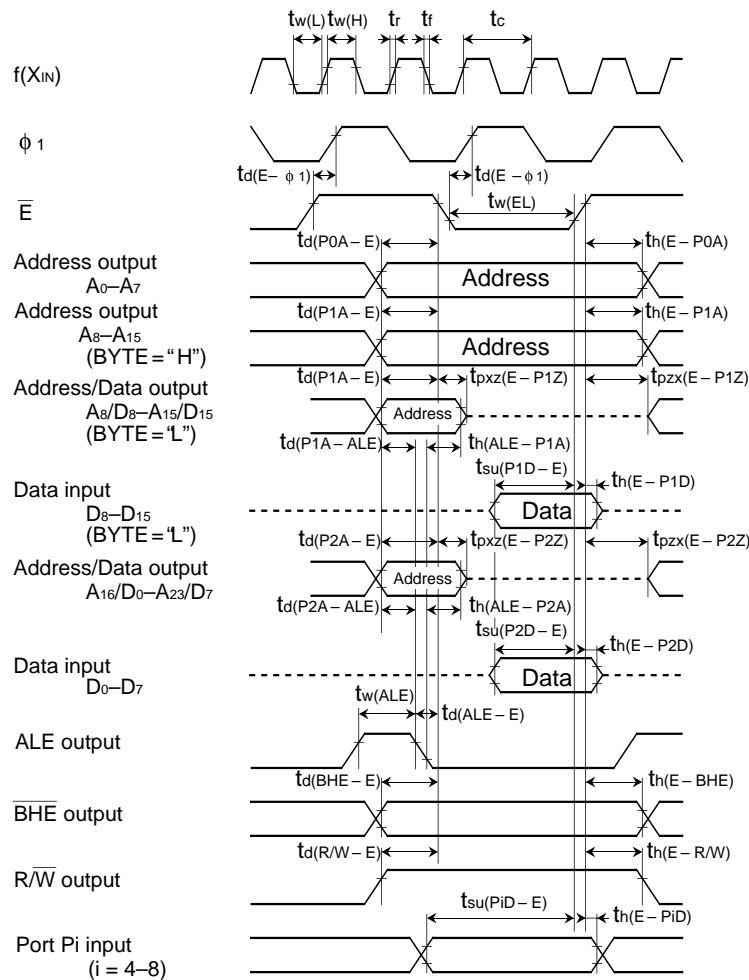 tw(L) tw(H) tr tf tc
f(XIN)
ϕ 1
td(E – ϕ 1) td(E – ϕ 1)
E tw(EL)
td(P0A – E) th(E – P0A)
Address output
A0–A7 Address
td(P1A – E) th(E – P1A)
Address output
A8–A15 Address
(BYTE = “H”)
td(P1A – E) tpxz(E – P1Z) tpzx(E – P1Z)
Address/Data output
A8/D8–A15/D15 Address
(BYTE = “L”)
td(P1A – ALE) th(ALE – P1A)
tsu(P1D – E) th(E – P1D)
Data input
D8–D15 Data
(BYTE = “L”)
td(P2A – E) tpxz(E – P2Z) tpzx(E – P2Z)
Address/Data output
A16/D0–A23/D7 Address
td(P2A – ALE) th(ALE – P2A)
tsu(P2D – E) th(E – P2D)
Data input
D0–D7 Data
tw(ALE) td(ALE – E)
ALE output
td(BHE – E) th(E – BHE)
BHE output
td(R/W – E) th(E – R/W)
R/W output
tsu(PiD – E) th(E – PiD)
Port Pi input
(i = 4–8)